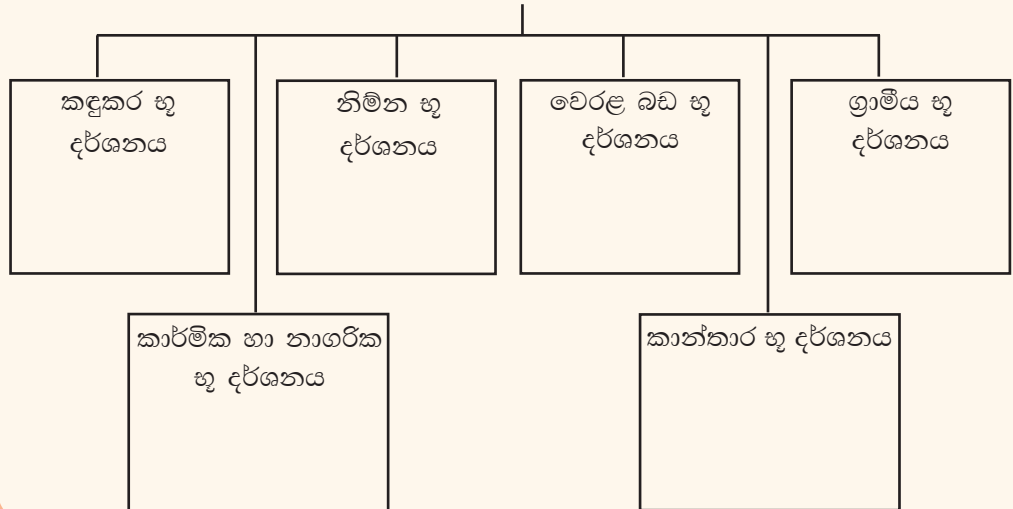 කඳුකර භූ
දර්ශනය
නිම්න භූ
දර්ශනය
වෙරළ බඩ භූ
දර්ශනය
ග්‍රාමීය භූ
දර්ශනය
කාර්මික හා නාගරික
භූ දර්ශනය
කාන්තාර භූ දර්ශනය